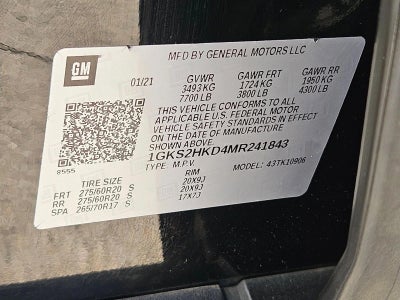 GM
MFD BY GENERAL MOTORS LLC
01/21 GVWR GAWR FRT GAWR RR
3493 KG 1724 KG 1950 KG
7700 LB 3800 LB 4300 LB
THIS VEHICLE CONFORMS TO ALL
APPLICABLE U.S. FEDERAL MOTOR
VEHICLE SAFETY STANDARDS IN EFFECT
ON THE DATE OF MANUFACTURE
SHOWN ABOVE
1GKS2HKD4MR241843
TYPE: M.P.V. MODEL: 43TK10906
9555
TIRE SIZE RIM
FRT 275/60R20 S 20X9J
RR 275/60R20 S 20X9J
SPA 265/70R17 S 17X7J